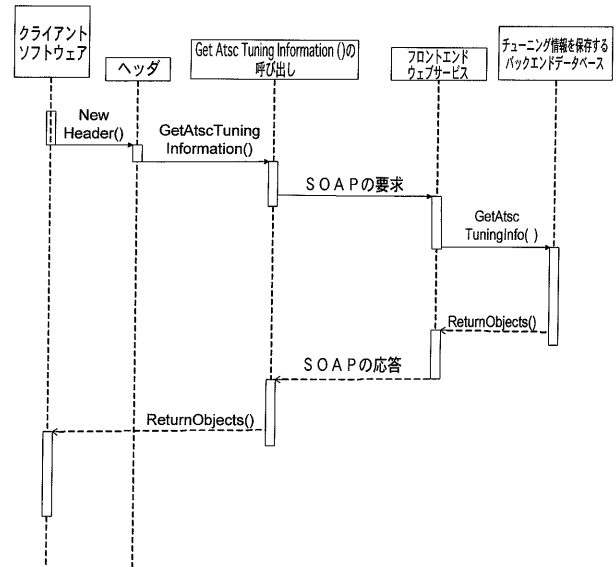 クライアント
ソフトウェア
ヘッダ
Get Atsc Tuning Information ()の
呼び出し
フロントエンド
ウェブサービス
チューニング情報を保存する
バックエンドデータベース
New
Header()
GetAtscTuning
Information()
ＳＯＡＰの要求
GetAtsc
TuningInfo( )
ReturnObjects()
ＳＯＡＰの応答
ReturnObjects()